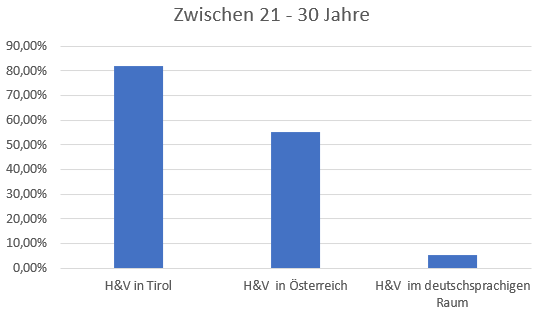 Zwischen 21 - 30 Jahre
90,00%
80,00%
70,00%
60,00%
50,00%
40,00%
30,00%
20,00%
10,00%
0,00%
H&V in Tirol
H&V in Österreich
H&V im deutschsprachigen
Raum